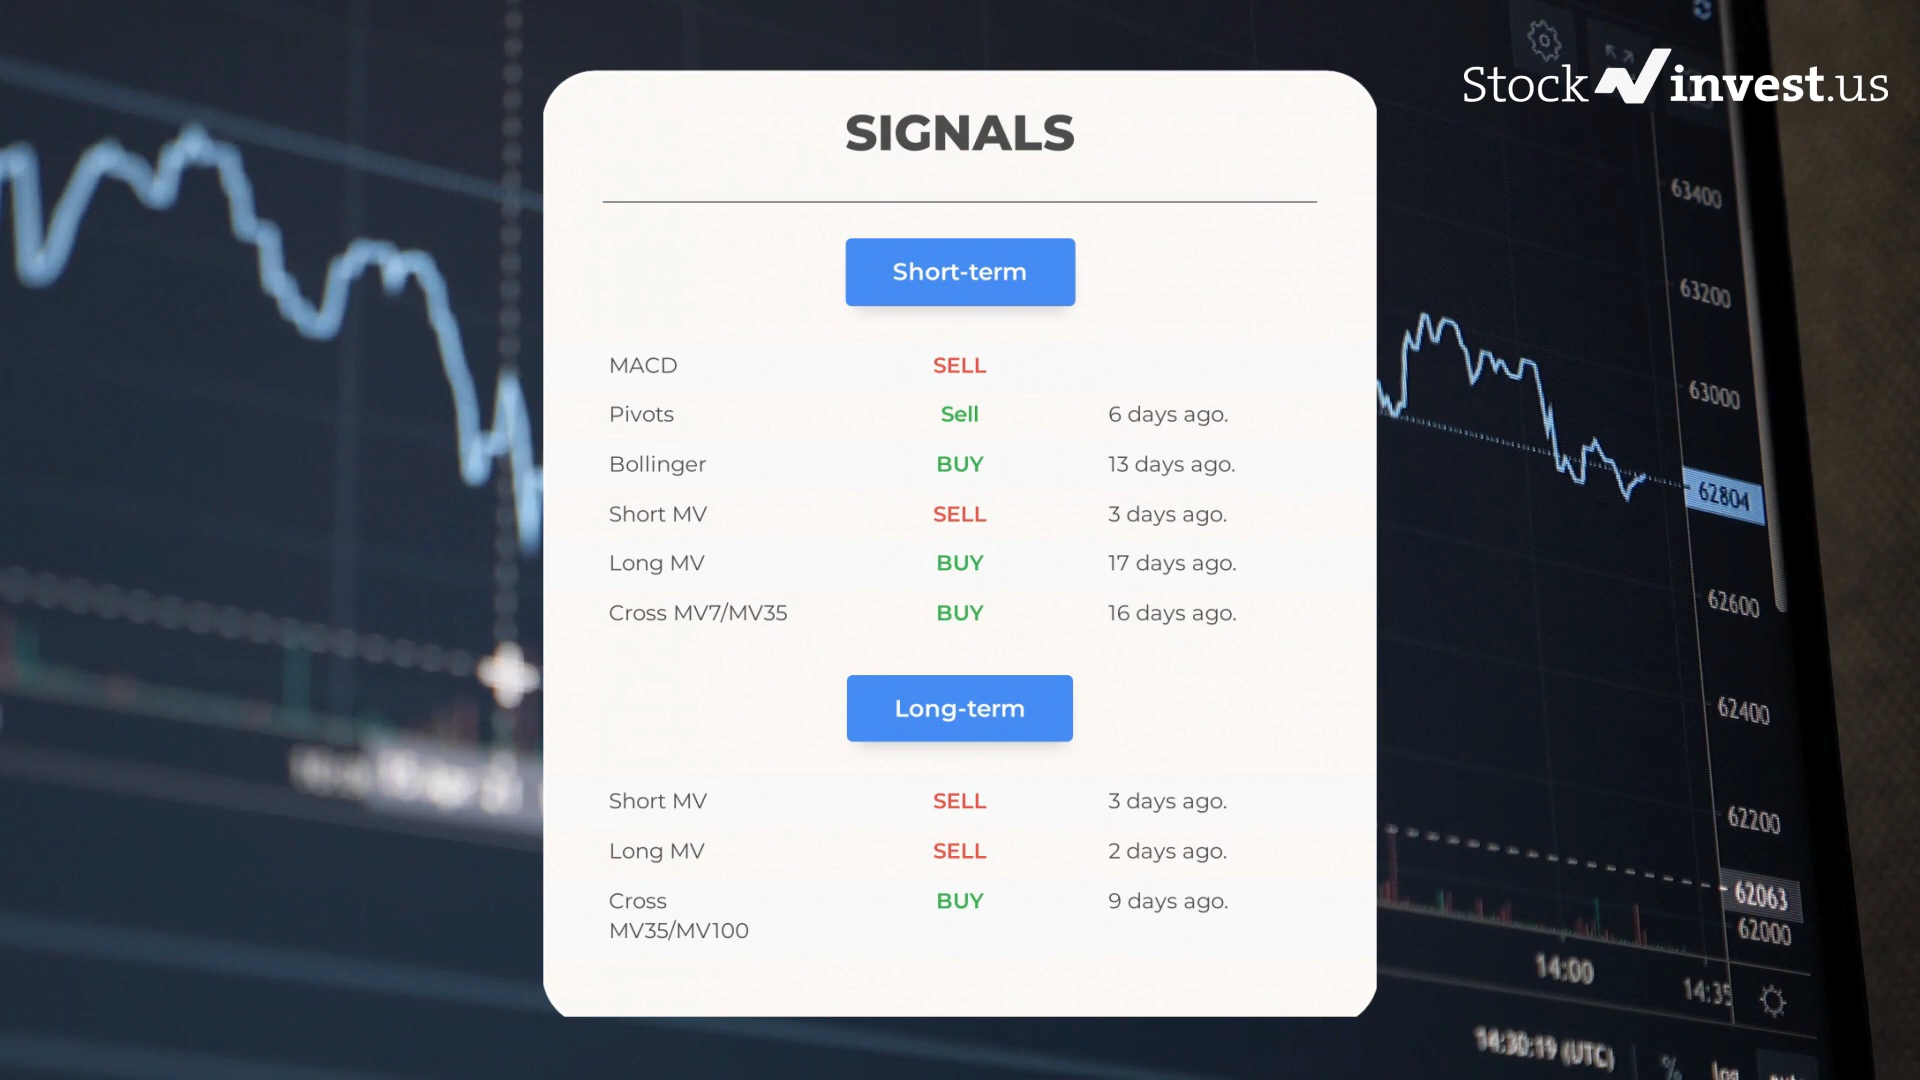 Stock invest.us
SIGNALS
Short-term
MACD SELL
Pivots Sell 6 days ago.
Bollinger BUY 13 days ago.
Short MV SELL 3 days ago.
Long MV BUY 17 days ago.
Cross MV7/MV35 BUY 16 days ago.
Long-term
Short MV SELL 3 days ago.
Long MV SELL 2 days ago.
Cross BUY 9 days ago.
MV35/MV100
63400
63200
63000
62804
62600
62400
62200
62063
62000
14:00
14:35
14:30:19 (UTC)
%
log